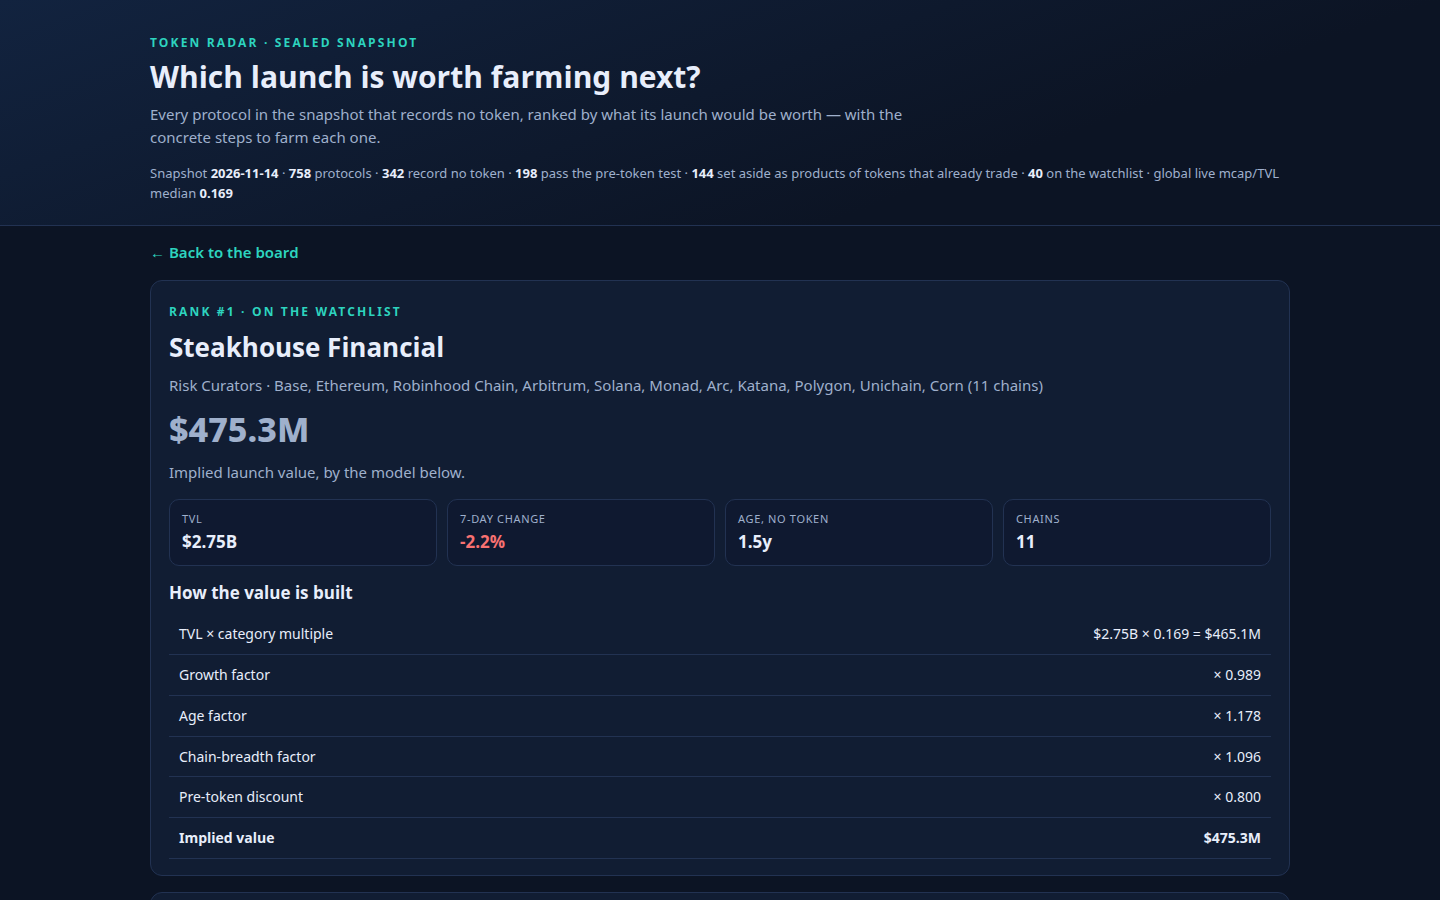 TOKEN RADAR · SEALED SNAPSHOT
Which launch is worth farming next?
Every protocol in the snapshot that records no token, ranked by what its launch would be worth — with the
concrete steps to farm each one.
Snapshot 2026-11-14 · 758 protocols · 342 record no token · 198 pass the pre-token test · 144 set aside as products of tokens that already trade · 40 on the watchlist · global live mcap/TVL
median 0.169
← Back to the board
RANK #1 · ON THE WATCHLIST
Steakhouse Financial
Risk Curators · Base, Ethereum, Robinhood Chain, Arbitrum, Solana, Monad, Arc, Katana, Polygon, Unichain, Corn (11 chains)
$475.3M
Implied launch value, by the model below.
TVL
$2.75B
7-DAY CHANGE
-2.2%
AGE, NO TOKEN
1.5y
CHAINS
11
How the value is built
TVL × category multiple $2.75B × 0.169 = $465.1M
Growth factor × 0.989
Age factor × 1.178
Chain-breadth factor × 1.096
Pre-token discount × 0.800
Implied value $475.3M